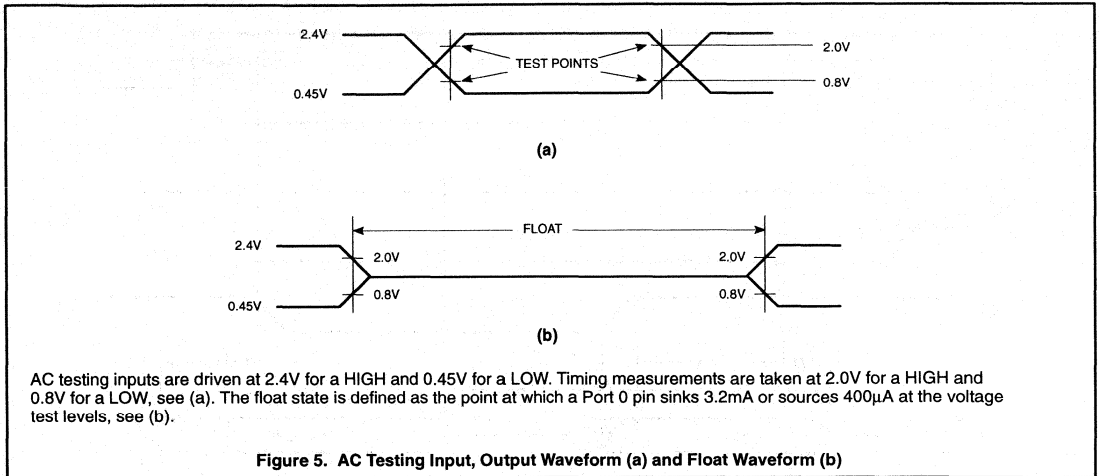 2.4V
TEST POINTS
2.0V
0.8V
0.45V
(a)
FLOAT
2.4V
2.0V
2.0V
0.8V
0.8V
0.45V
(b)
AC testing inputs are driven at 2.4V for a HIGH and 0.45V for a LOW. Timing measurements are taken at 2.0V for a HIGH and
0.8V for a LOW, see (a). The float state is defined as the point at which a Port 0 pin sinks 3.2mA or sources 400µA at the voltage
test levels, see (b).
Figure 5. AC Testing Input, Output Waveform (a) and Float Waveform (b)